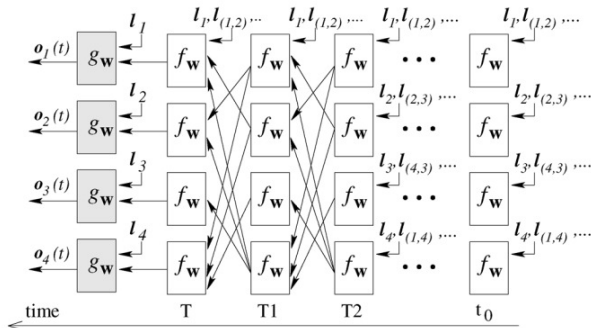 l1 l1,l(1,2),... l1,l(1,2),... l1,l(1,2),... l1,l(1,2),...
o1(t) gw fw fw fw ... fw
l2 l2,l(2,3),... l2,l(2,3),...
o2(t) gw fw fw fw ... fw
l3 l3,l(4,3),... l3,l(4,3),...
o3(t) gw fw fw fw ... fw
l4 l4,l(1,4),... l4,l(1,4),...
o4(t) gw fw fw fw ... fw
time T T1 T2 t0